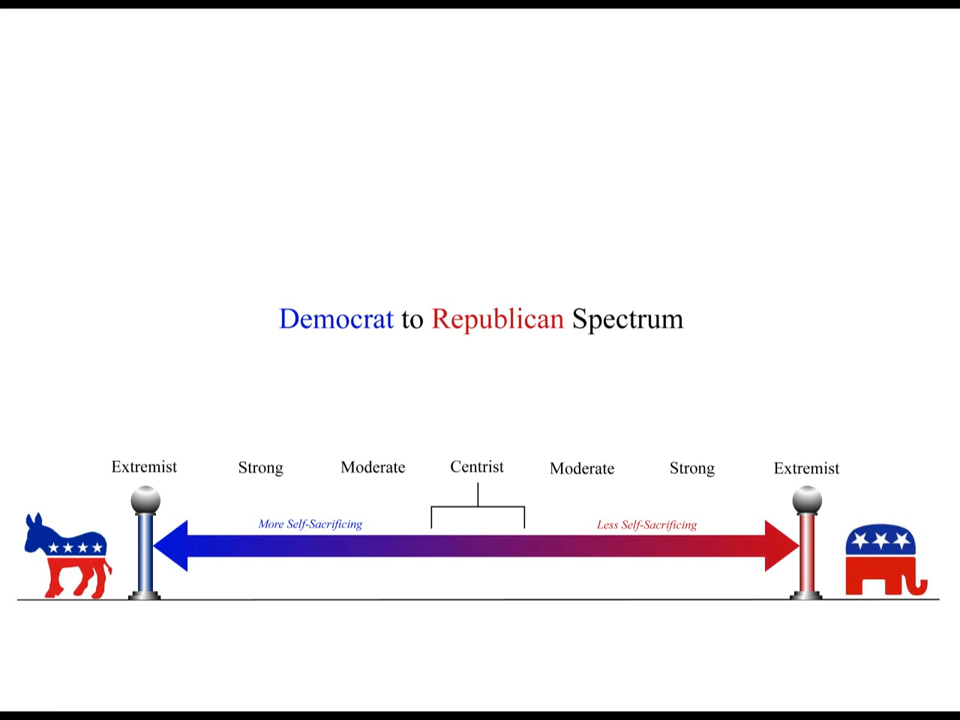 Democrat to Republican Spectrum
Extremist Strong Moderate Centrist Moderate Strong Extremist
More Self-Sacrificing Less Self-Sacrificing